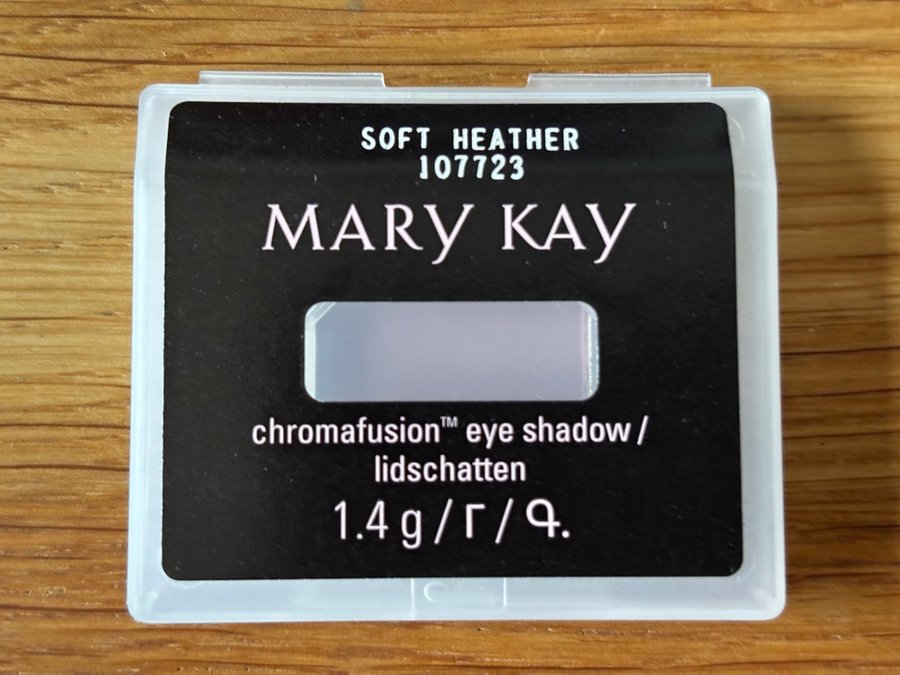 SOFT HEATHER
107723
MARY KAY
chromafusion™ eye shadow /
lidschatten
1.4 g / Г / Գ.